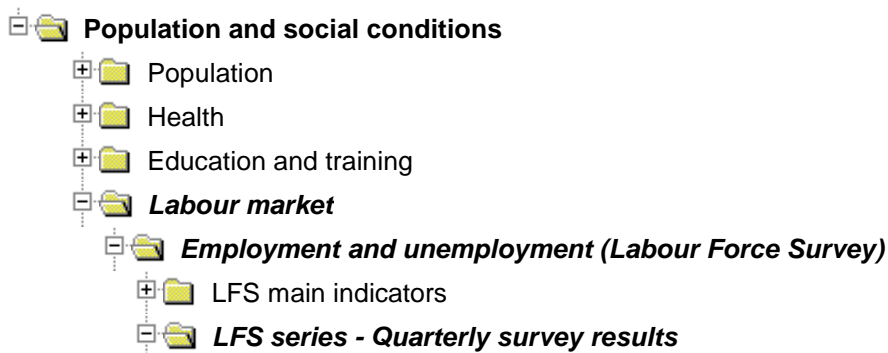 Population and social conditions
Population
Health
Education and training
Labour market
Employment and unemployment (Labour Force Survey)
LFS main indicators
LFS series - Quarterly survey results